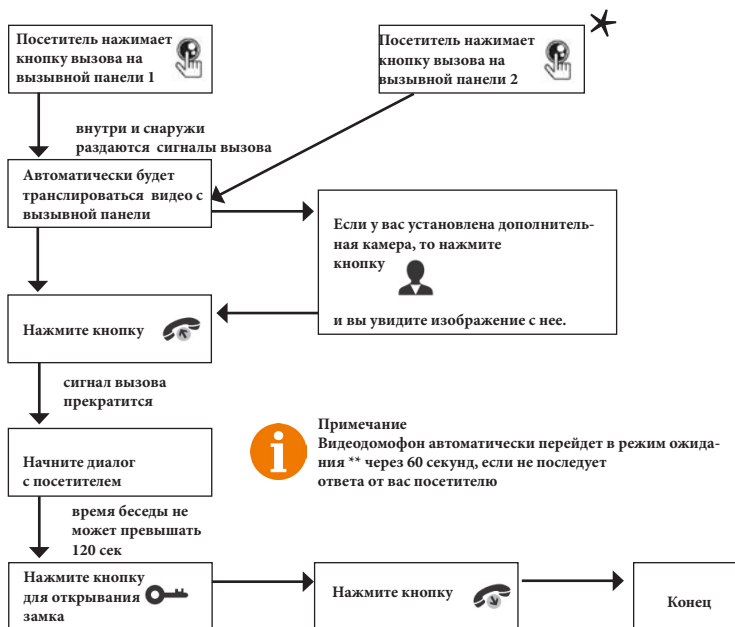 Посетитель нажимает
кнопку вызова на
вызывной панели 1
Посетитель нажимает
кнопку вызова на
вызывной панели 2
внутри и снаружи
раздаются сигналы вызова
Автоматически будет
транслироваться видео с
вызывной панели
Если у вас установлена дополнитель-
ная камера, то нажмите
кнопку
и вы увидите изображение с нее.
Нажмите кнопку
сигнал вызова
прекратится
Начните диалог
с посетителем
Примечание
Видеодомофон автоматически перейдет в режим ожида-
ния ** через 60 секунд, если не последует
ответа от вас посетителю
время беседы не
может превышать
120 сек
Нажмите кнопку
для открывания
замка
Нажмите кнопку
Конец